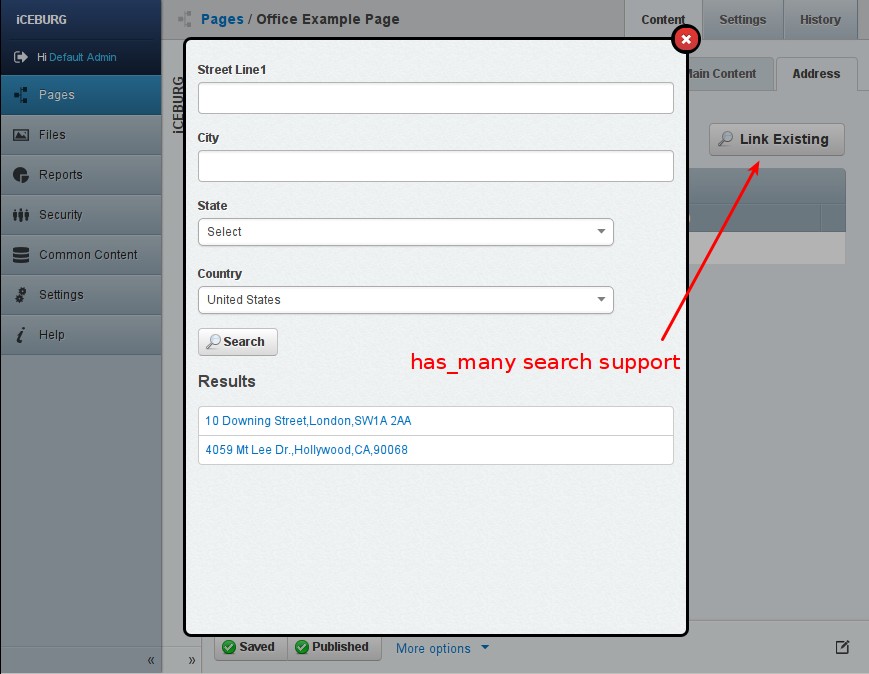 iCEBURG
Pages / Office Example Page
Content
Settings
History
Hi Default Admin
Pages
Files
Reports
Security
Common Content
Settings
Help
«
iCEBURG
»
Main Content
Address
Link Existing
Street Line1
City
State
Select
Country
United States
Search
has_many search support
Results
10 Downing Street,London,SW1A 2AA
4059 Mt Lee Dr.,Hollywood,CA,90068
Saved
Published
More options